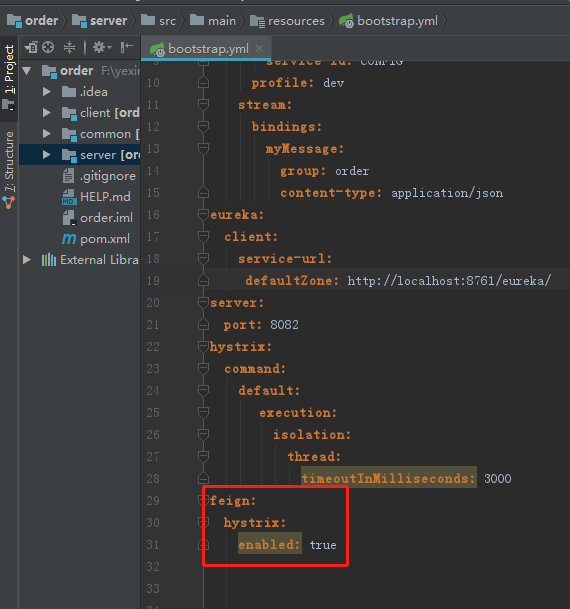 order server src main resources bootstrap.yml
1: Project
7: Structure
order F:\yexin
.idea
client [ord
common [
server [or
.gitignore
HELP.md
order.iml
pom.xml
External Libra
bootstrap.yml
9 service-id: CONFIG
10 profile: dev
11 stream:
12 bindings:
13 myMessage:
14 group: order
15 content-type: application/json
16 eureka:
17 client:
18 service-url:
19 defaultZone: http://localhost:8761/eureka/
20 server:
21 port: 8082
22 hystrix:
23 command:
24 default:
25 execution:
26 isolation:
27 thread:
28 timeoutInMilliseconds: 3000
29 feign:
30 hystrix:
31 enabled: true
32
33